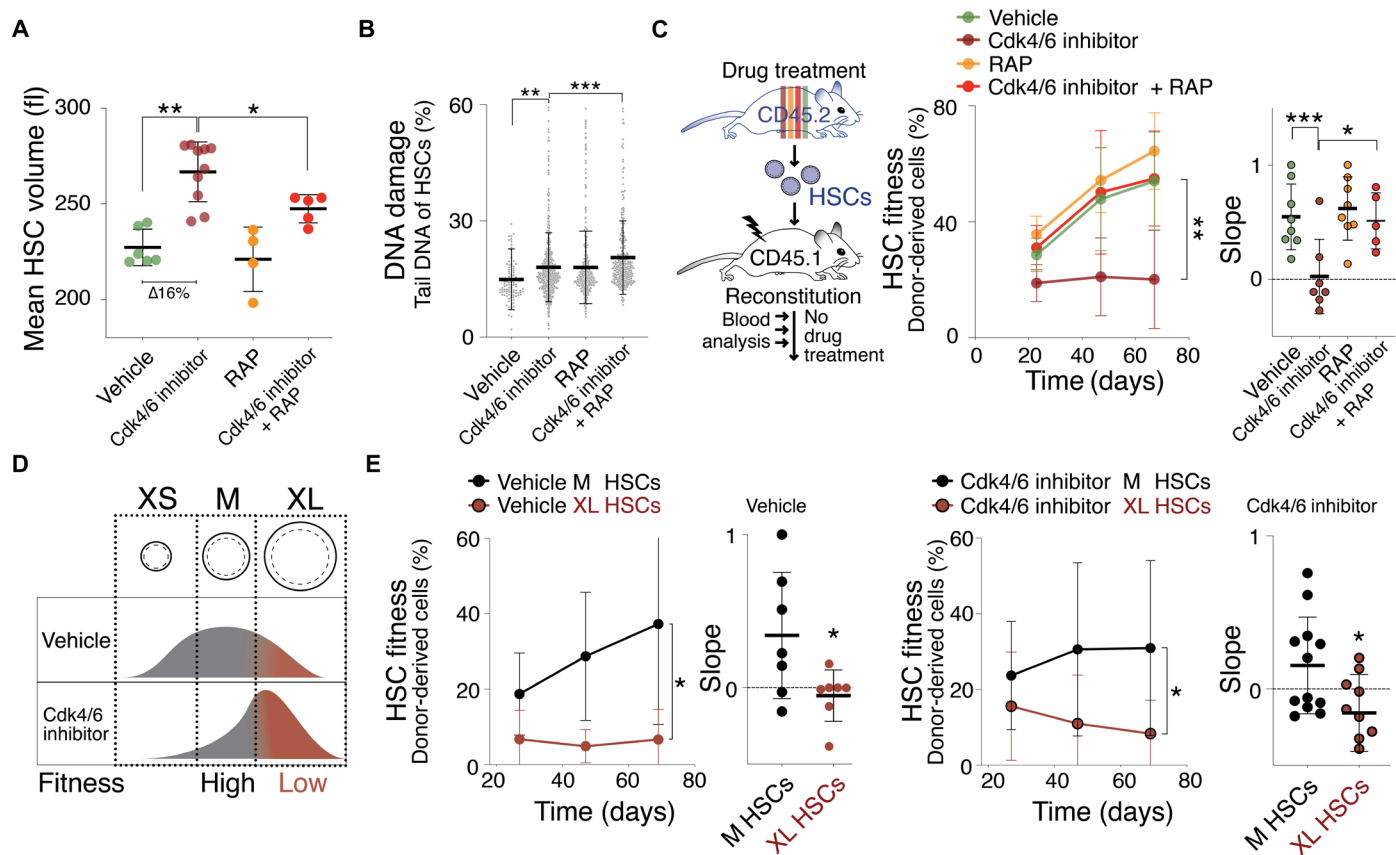 A
Mean HSC volume (fl)
300
250
200
**
*
Δ16%
Vehicle
Cdk4/6 inhibitor
RAP
Cdk4/6 inhibitor
+ RAP
B
DNA damage
Tail DNA of HSCs (%)
60
30
0
**
***
Vehicle
Cdk4/6 inhibitor
RAP
Cdk4/6 inhibitor
+ RAP
C
Drug treatment
CD45.2
HSCs
CD45.1
Reconstitution
Blood
analysis
No
drug
treatment
Vehicle
Cdk4/6 inhibitor
RAP
Cdk4/6 inhibitor + RAP
HSC fitness
Donor-derived cells (%)
80
40
0
0
20
40
60
80
Time (days)
**
Slope
1
0
***
*
Vehicle
Cdk4/6 inhibitor
RAP
Cdk4/6 inhibitor
+ RAP
D
XS
M
XL
Vehicle
Cdk4/6
inhibitor
Fitness
High
Low
E
Vehicle M HSCs
Vehicle XL HSCs
HSC fitness
Donor-derived cells (%)
60
40
20
0
20
40
60
80
Time (days)
*
Vehicle
Slope
1
0
*
M HSCs
XL HSCs
Cdk4/6 inhibitor M HSCs
Cdk4/6 inhibitor XL HSCs
HSC fitness
Donor-derived cells (%)
60
40
20
0
20
40
60
80
Time (days)
*
Cdk4/6 inhibitor
Slope
1
0
*
M HSCs
XL HSCs